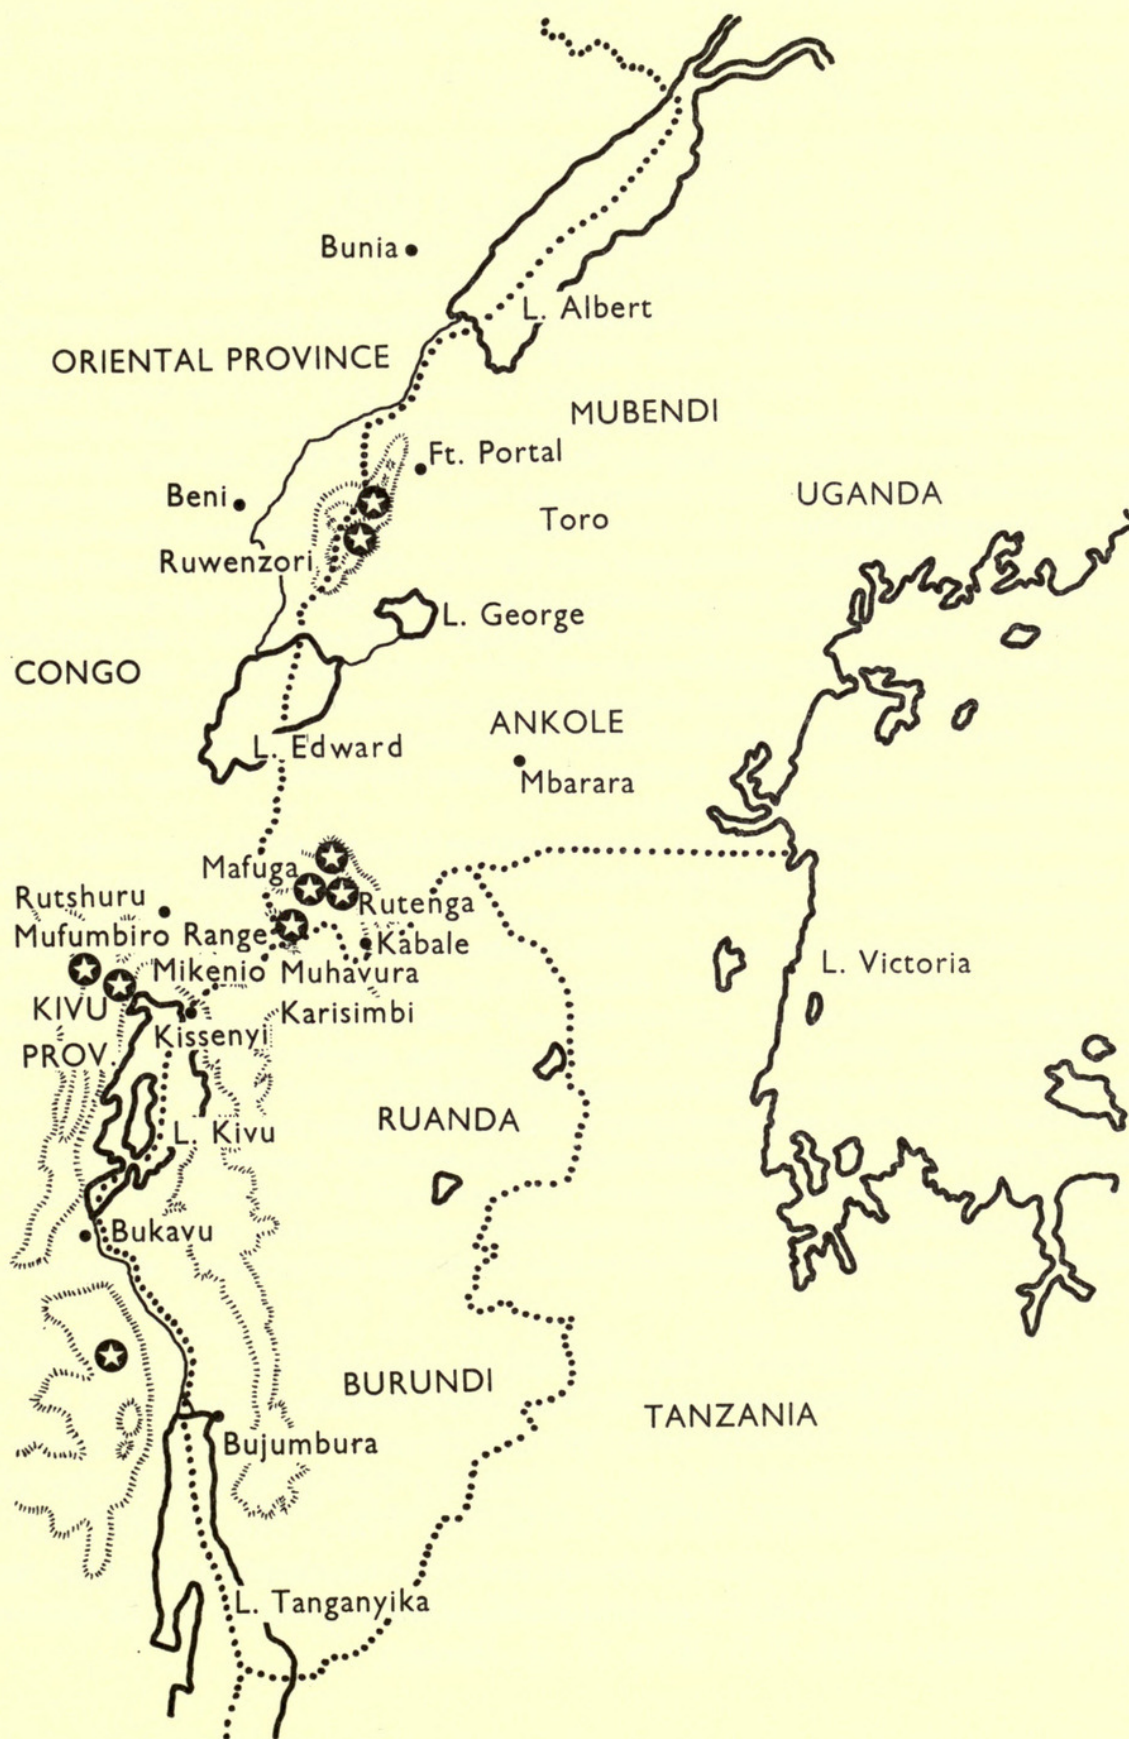 Bunia
L. Albert
ORIENTAL PROVINCE
MUBENDI
Ft. Portal
Beni
UGANDA
Toro
Ruwenzori
L. George
CONGO
ANKOLE
L. Edward
Mbarara
Mafuga
Rutshuru
Rutenga
Mufumbiro Range
Kabale
Mikenio Muhavura
L. Victoria
KIVU
PROV.
Karisimbi
Kissenyi
RUANDA
L. Kivu
Bukavu
BURUNDI
TANZANIA
Bujumbura
L. Tanganyika